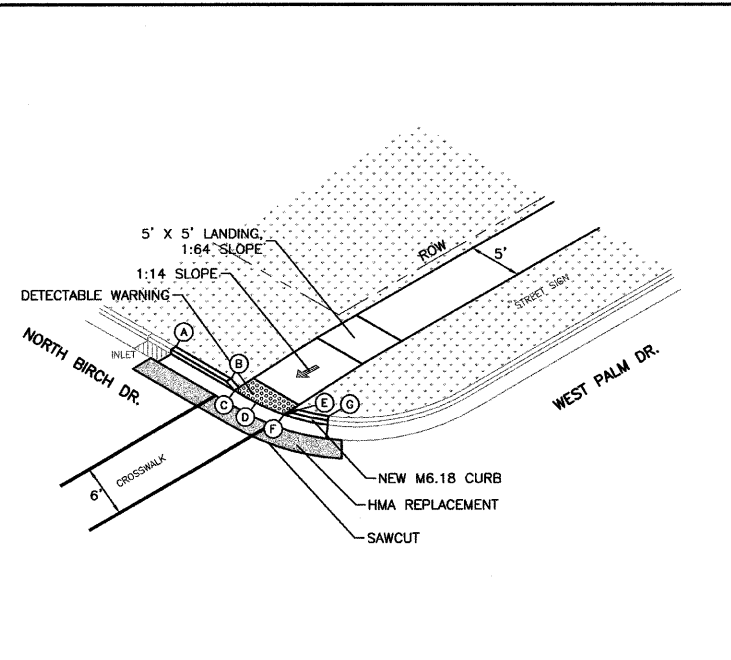 5' X 5' LANDING,
1:64 SLOPE
1:14 SLOPE
DETECTABLE WARNING
ROW
5'
STREET SIGN
NORTH BIRCH DR.
INLET
A
B
C
D
E
F
G
WEST PALM DR.
CROSSWALK
6'
NEW M6.18 CURB
HMA REPLACEMENT
SAWCUT